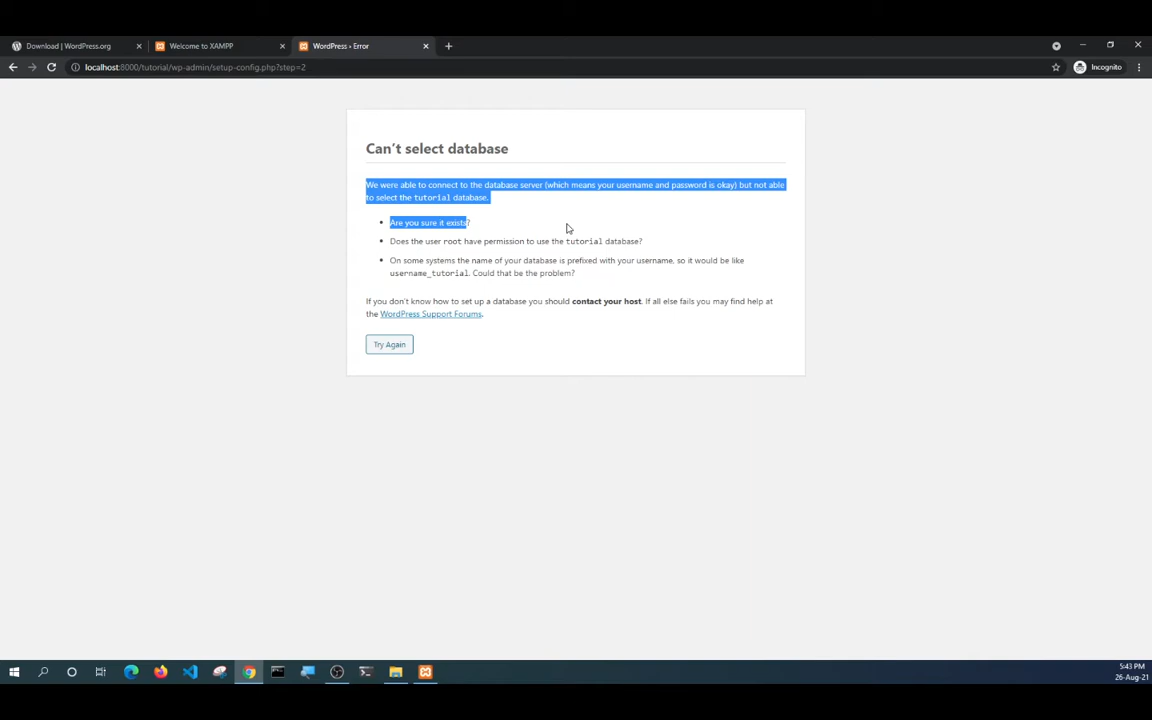 Download | WordPress.org
Welcome to XAMPP
WordPress › Error
localhost:8000/tutorial/wp-admin/setup-config.php?step=2
Incognito
Can't select database
We were able to connect to the database server (which means your username and password is okay) but not able
to select the tutorial database.
• Are you sure it exists?
• Does the user root have permission to use the tutorial database?
• On some systems the name of your database is prefixed with your username, so it would be like
username_tutorial. Could that be the problem?
If you don't know how to set up a database you should contact your host. If all else fails you may find help at
the WordPress Support Forums.
Try Again
5:43 PM
26-Aug-21